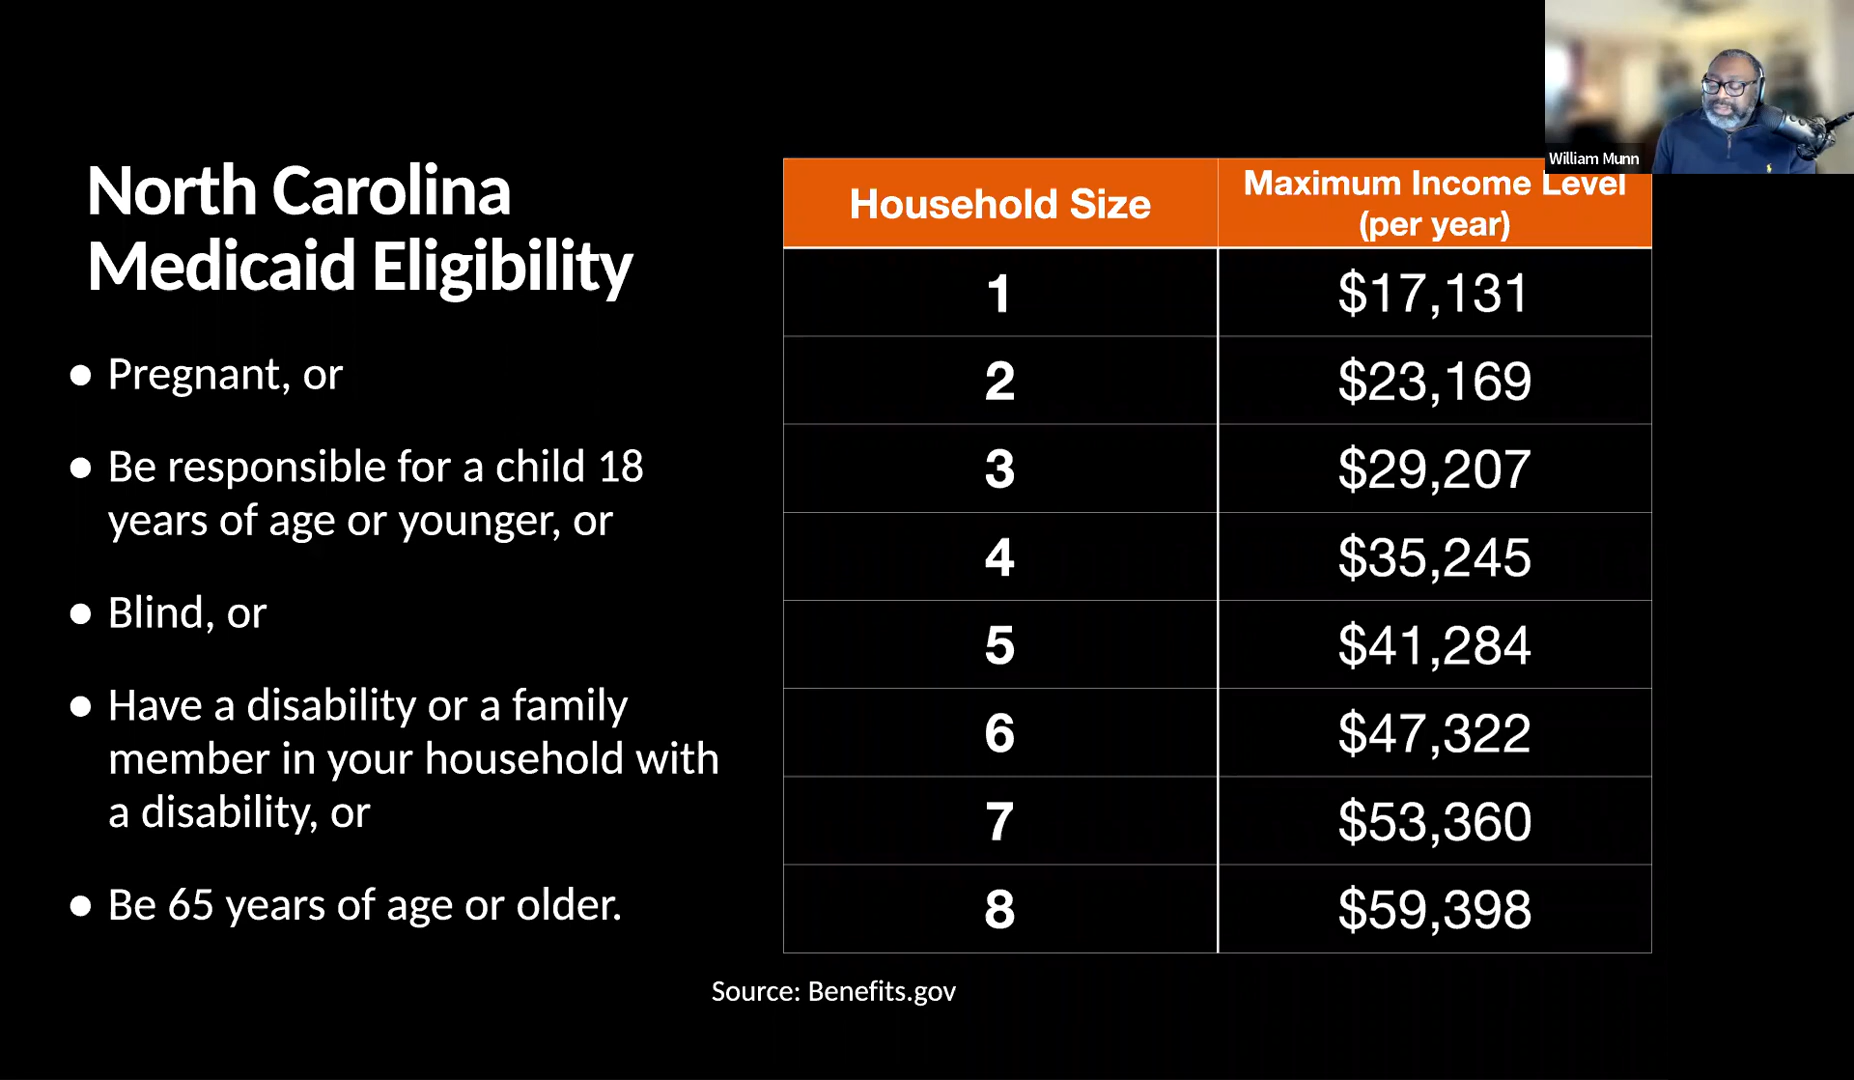 William Munn
North Carolina
Medicaid Eligibility
● Pregnant, or
● Be responsible for a child 18
years of age or younger, or
● Blind, or
● Have a disability or a family
member in your household with
a disability, or
● Be 65 years of age or older.
Household Size Maximum Income Level
(per year)
1 $17,131
2 $23,169
3 $29,207
4 $35,245
5 $41,284
6 $47,322
7 $53,360
8 $59,398
Source: Benefits.gov